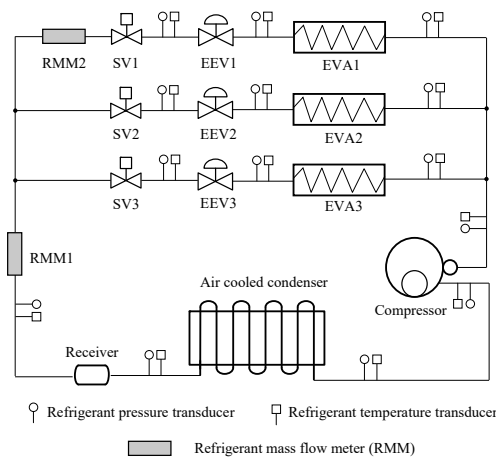 RMM2
SV1
EEV1
EVA1
SV2
EEV2
EVA2
SV3
EEV3
EVA3
RMM1
Air cooled condenser
Compressor
Receiver
Refrigerant pressure transducer
Refrigerant temperature transducer
Refrigerant mass flow meter (RMM)